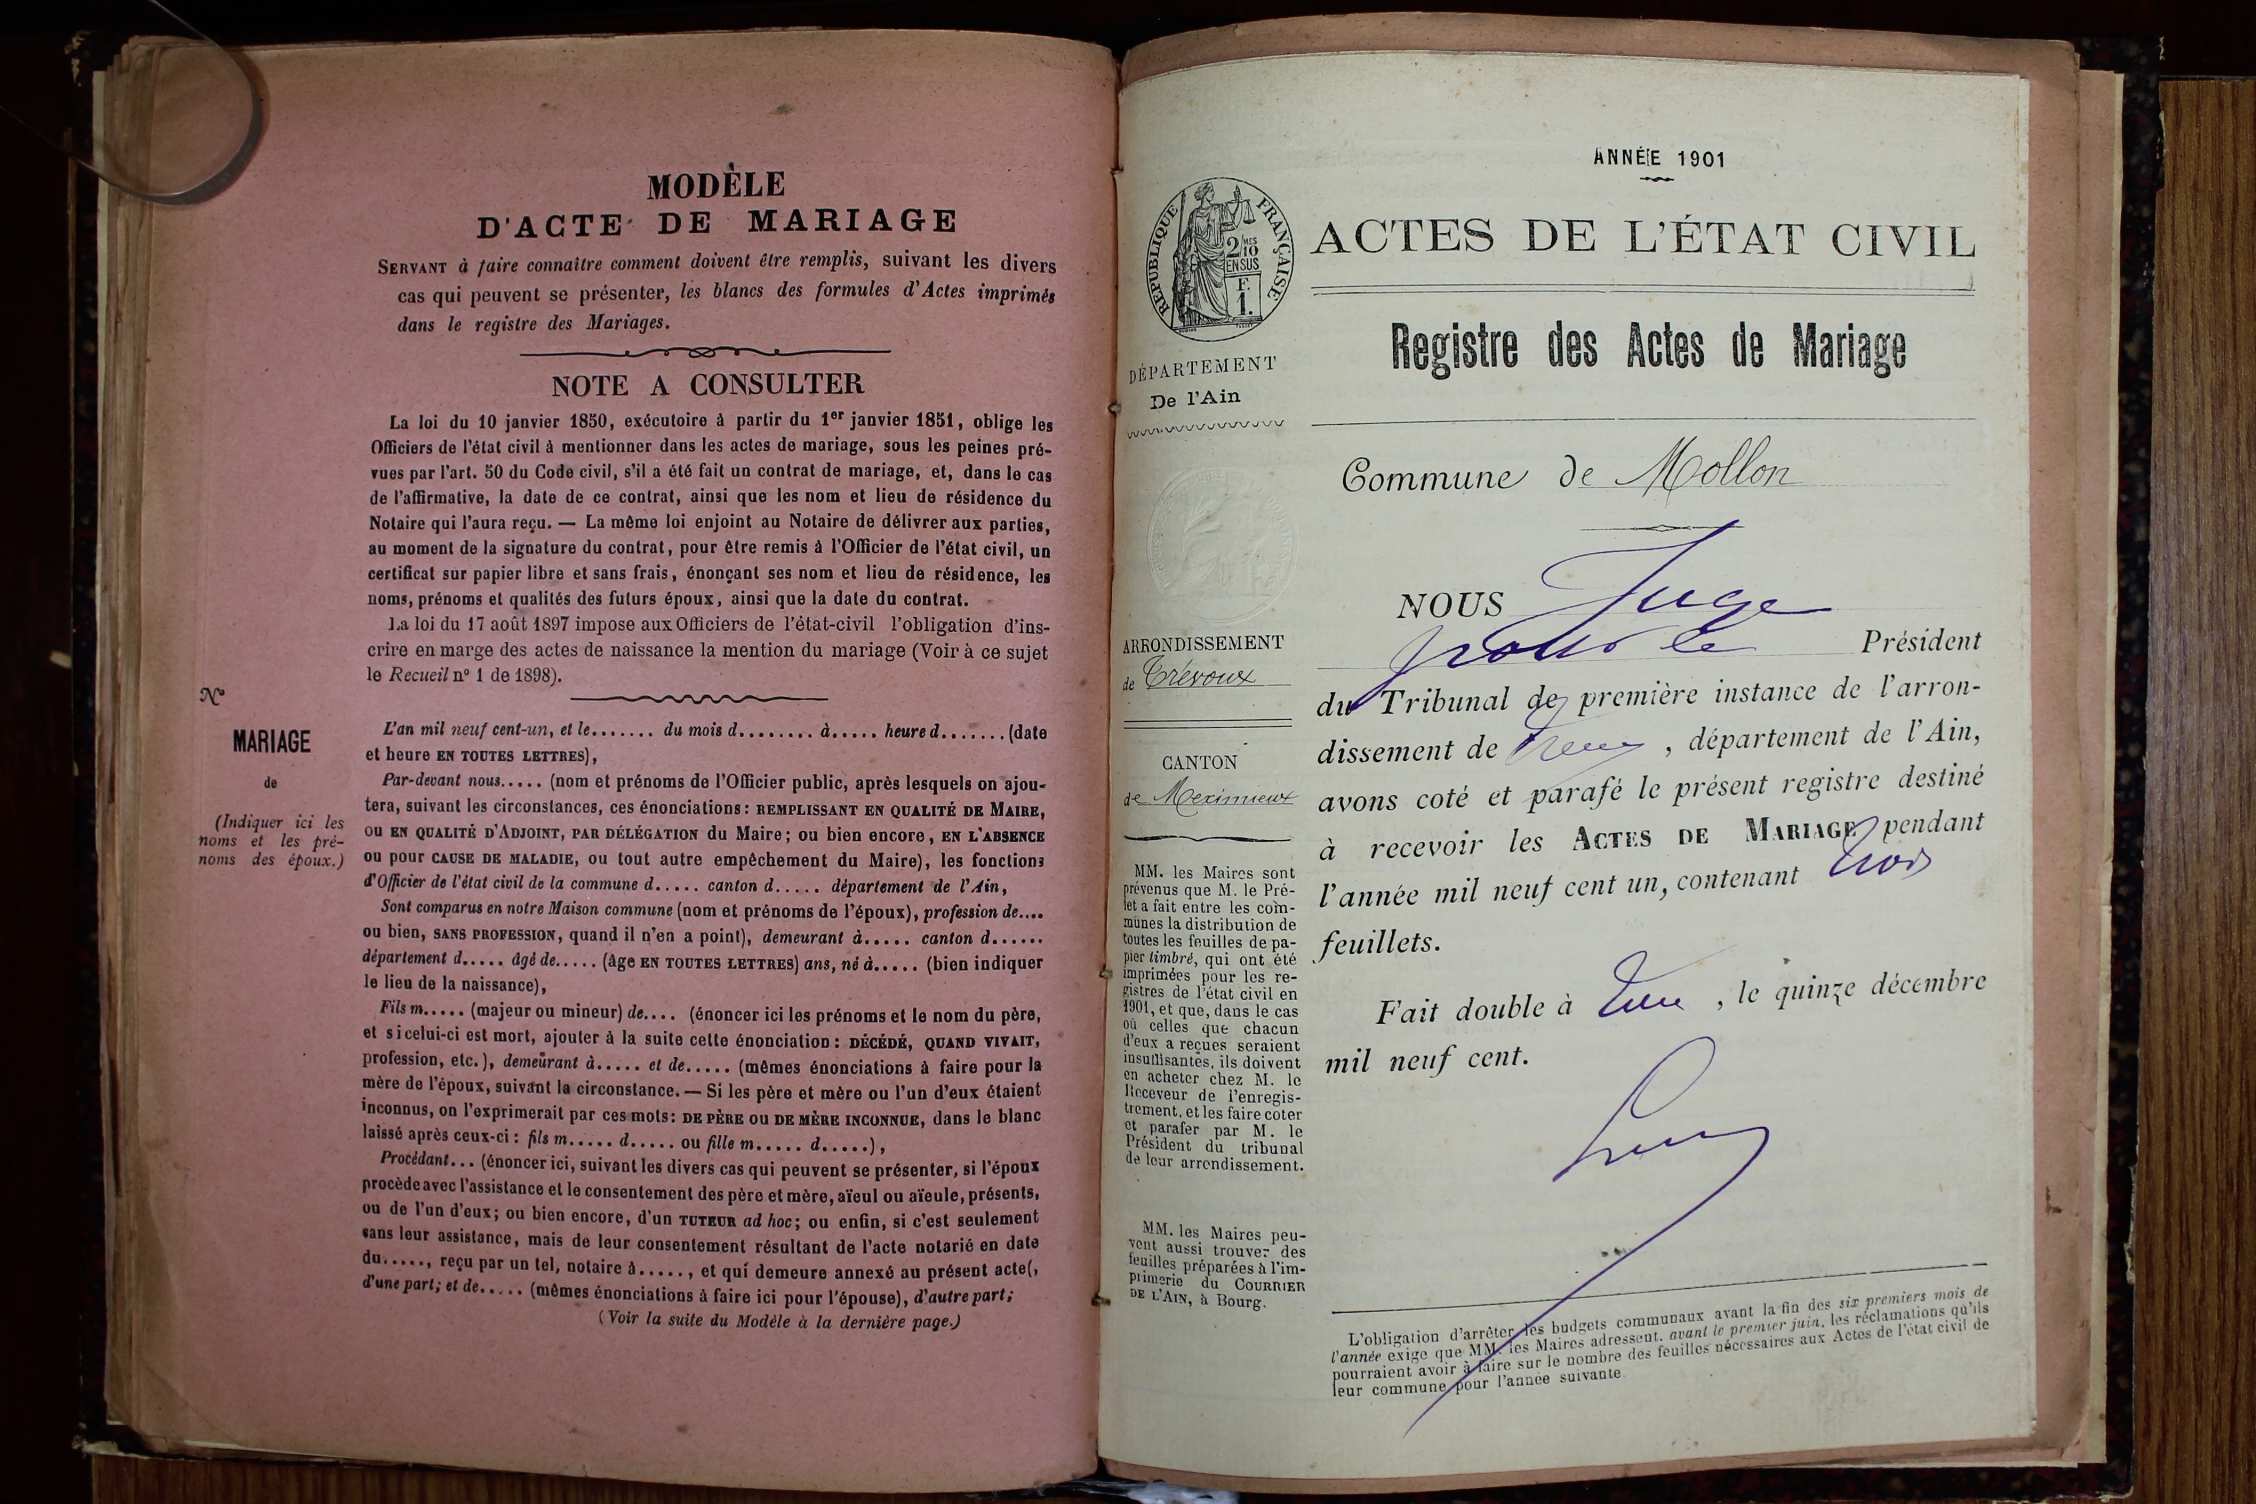 MODÈLE
D'ACTE DE MARIAGE
SERVANT à faire connaître comment doivent être remplis, suivant les divers
cas qui peuvent se présenter, les blancs des formules d'Actes imprimés
dans le registre des Mariages.
NOTE A CONSULTER
La loi du 10 janvier 1850, exécutoire à partir du 1er janvier 1851, oblige les
Officiers de l'état civil à mentionner dans les actes de mariage, sous les peines pré-
vues par l'art. 50 du Code civil, s'il a été fait un contrat de mariage, et, dans le cas
de l'affirmative, la date de ce contrat, ainsi que les nom et lieu de résidence du
Notaire qui l'aura reçu. — La même loi enjoint au Notaire de délivrer aux parties,
au moment de la signature du contrat, pour être remis à l'Officier de l'état civil, un
certificat sur papier libre et sans frais, énonçant ses nom et lieu de résidence, les
noms, prénoms et qualités des futurs époux, ainsi que la date du contrat.
La loi du 17 août 1897 impose aux Officiers de l'état-civil l'obligation d'ins-
crire en marge des actes de naissance la mention du mariage (Voir à ce sujet
le Recueil nº 1 de 1898).
Nº
MARIAGE
de
(Indiquer ici les
noms et les pré-
noms des époux.)
L'an mil neuf cent-un, et le....... du mois d........ à..... heure d....... (date
et heure EN TOUTES LETTRES),
Par-devant nous..... (nom et prénoms de l'Officier public, après lesquels on ajou-
tera, suivant les circonstances, ces énonciations: REMPLISSANT EN QUALITÉ DE MAIRE,
ou EN QUALITÉ D'ADJOINT, PAR DÉLÉGATION du Maire; ou bien encore, EN L'ABSENCE
ou pour CAUSE DE MALADIE, ou tout autre empêchement du Maire), les fonctions
d'Officier de l'état civil de la commune d..... canton d..... département de l'Ain,
Sont comparus en notre Maison commune (nom et prénoms de l'époux), profession de....
ou bien, SANS PROFESSION, quand il n'en a point), demeurant à..... canton d......
département d..... âgé de..... (âge EN TOUTES LETTRES) ans, né à..... (bien indiquer
le lieu de la naissance),
Fils m..... (majeur ou mineur) de.... (énoncer ici les prénoms et le nom du père,
et si celui-ci est mort, ajouter à la suite cette énonciation: DÉCÉDÉ, QUAND VIVAIT,
profession, etc.), demeurant à..... et de..... (mêmes énonciations à faire pour la
mère de l'époux, suivant la circonstance. — Si les père et mère ou l'un d'eux étaient
inconnus, on l'exprimerait par ces mots: DE PÈRE OU DE MÈRE INCONNUE, dans le blanc
laissé après ceux-ci: fils m..... d..... ou fille m..... d.....),
Procédant... (énoncer ici, suivant les divers cas qui peuvent se présenter, si l'époux
procède avec l'assistance et le consentement des père et mère, aïeul ou aïeule, présents,
ou de l'un d'eux; ou bien encore, d'un TUTEUR ad hoc; ou enfin, si c'est seulement
sans leur assistance, mais de leur consentement résultant de l'acte notarié en date
du....., reçu par un tel, notaire à....., et qui demeure annexé au présent acte(,
d'une part; et de..... (mêmes énonciations à faire ici pour l'épouse), d'autre part;
(Voir la suite du Modèle à la dernière page.)
ANNÉE 1901
RÉPUBLIQUE FRANÇAISE
2/10 MES
EN SUS
F.
1.
ACTES DE L'ÉTAT CIVIL
Registre des Actes de Mariage
DÉPARTEMENT
De l'Ain
Commune de Mollon
ARRONDISSEMENT
de Trévoux
CANTON
de Meximieux
MM. les Maires sont
prévenus que M. le Pré-
fet a fait entre les com-
munes la distribution de
toutes les feuilles de pa-
pier timbré, qui ont été
imprimées pour les re-
gistres de l'état civil en
1901, et que, dans le cas
où celles que chacun
d'eux a reçues seraient
insuffisantes, ils doivent
en acheter chez M. le
Receveur de l'enregis-
trement, et les faire coter
et parafer par M. le
Président du tribunal
de leur arrondissement.
MM. les Maires peu-
vent aussi trouver des
feuilles préparées à l'im-
primerie du COURRIER
DE L'AIN, à Bourg.
NOUS Juge
pour le Président
du Tribunal de première instance de l'arron-
dissement de , département de l'Ain,
avons coté et parafé le présent registre destiné
à recevoir les ACTES DE MARIAGE pendant
l'année mil neuf cent un, contenant trois
feuillets.
Fait double à , le quinze décembre
mil neuf cent.
L'obligation d'arrêter les budgets communaux avant la fin des six premiers mois de
l'année exige que MM. les Maires adressent, avant le premier juin, les réclamations qu'ils
pourraient avoir à faire sur le nombre des feuilles nécessaires aux Actes de l'état civil de
leur commune pour l'année suivante